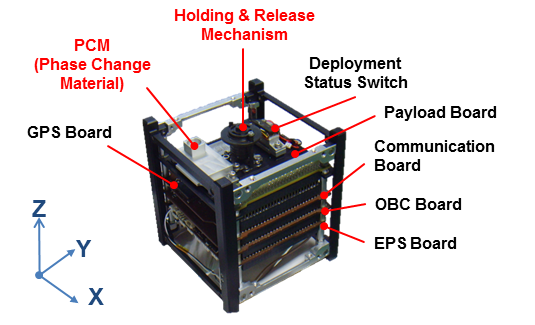 Holding & Release
Mechanism
PCM
(Phase Change
Material)
Deployment
Status Switch
GPS Board
Payload Board
Communication
Board
OBC Board
EPS Board
Z
Y
X